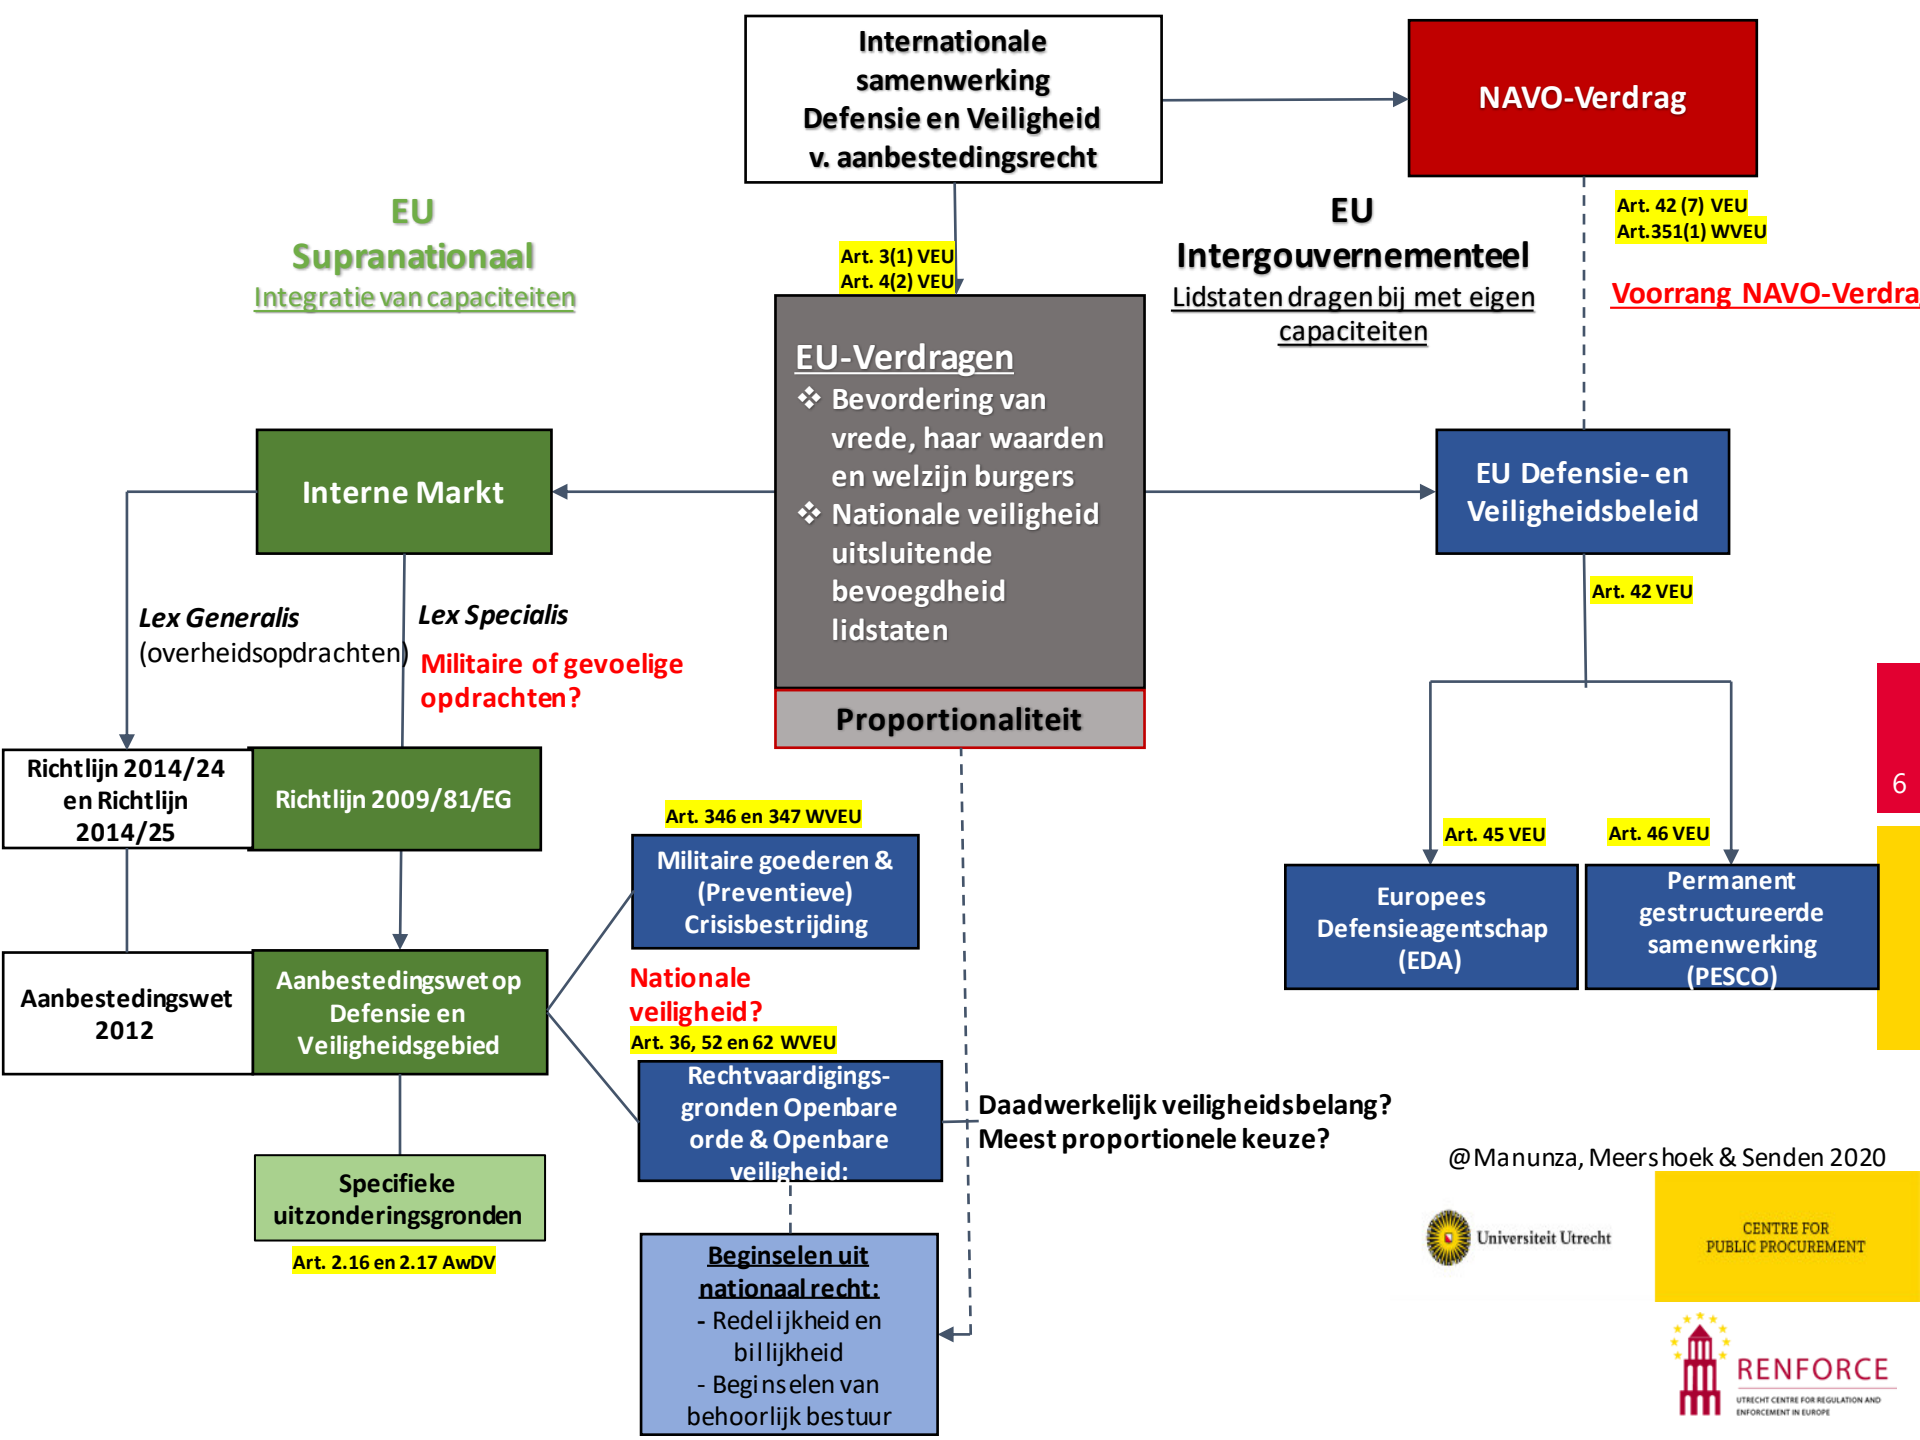 Internationale
samenwerking
Defensie en Veiligheid
v. aanbestedingsrecht
NAVO-Verdrag
Art. 42 (7) VEU
Art.351(1) WVEU
Voorrang NAVO-Verdra
EU
Supranationaal
Integratie van capaciteiten
Art. 3(1) VEU
Art. 4(2) VEU
EU
Intergouvernementeel
Lidstaten dragen bij met eigen
capaciteiten
EU-Verdragen
❖ Bevordering van
vrede, haar waarden
en welzijn burgers
❖ Nationale veiligheid
uitsluitende
bevoegdheid
lidstaten
Proportionaliteit
Interne Markt
EU Defensie- en
Veiligheidsbeleid
Art. 42 VEU
Lex Generalis
(overheidsopdrachten)
Lex Specialis
Militaire of gevoelige
opdrachten?
Richtlijn 2014/24
en Richtlijn
2014/25
Richtlijn 2009/81/EG
Art. 346 en 347 WVEU
Militaire goederen &
(Preventieve)
Crisisbestrijding
6
Art. 45 VEU
Art. 46 VEU
Europees
Defensieagentschap
(EDA)
Permanent
gestructureerde
samenwerking
(PESCO)
Aanbestedingswet
2012
Aanbestedingswet op
Defensie en
Veiligheidsgebied
Nationale
veiligheid?
Art. 36, 52 en 62 WVEU
Rechtvaardigings-
gronden Openbare
orde & Openbare
veiligheid:
Daadwerkelijk veiligheidsbelang?
Meest proportionele keuze?
Specifieke
uitzonderingsgronden
Art. 2.16 en 2.17 AwDV
Beginselen uit
nationaal recht:
- Redelijkheid en
billijkheid
- Beginselen van
behoorlijk bestuur
@Manunza, Meershoek & Senden 2020
Universiteit Utrecht
CENTRE FOR
PUBLIC PROCUREMENT
RENFORCE
UTRECHT CENTRE FOR REGULATION AND
ENFORCEMENT IN EUROPE